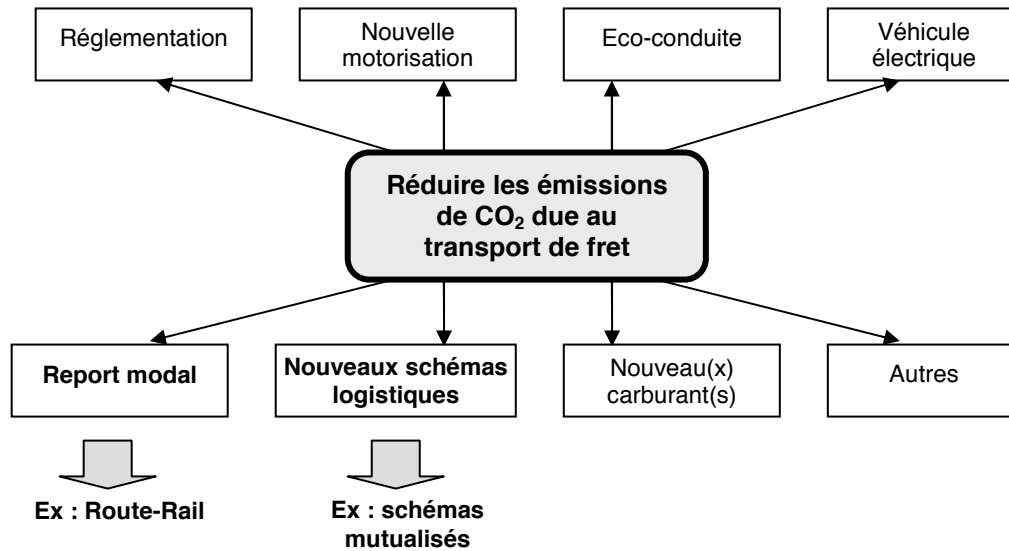 Réglementation
Nouvelle
motorisation
Eco-conduite
Véhicule
électrique
Réduire les émissions
de CO₂ due au
transport de fret
Report modal
Nouveaux schémas
logistiques
Nouveau(x)
carburant(s)
Autres
Ex : Route-Rail
Ex : schémas
mutualisés